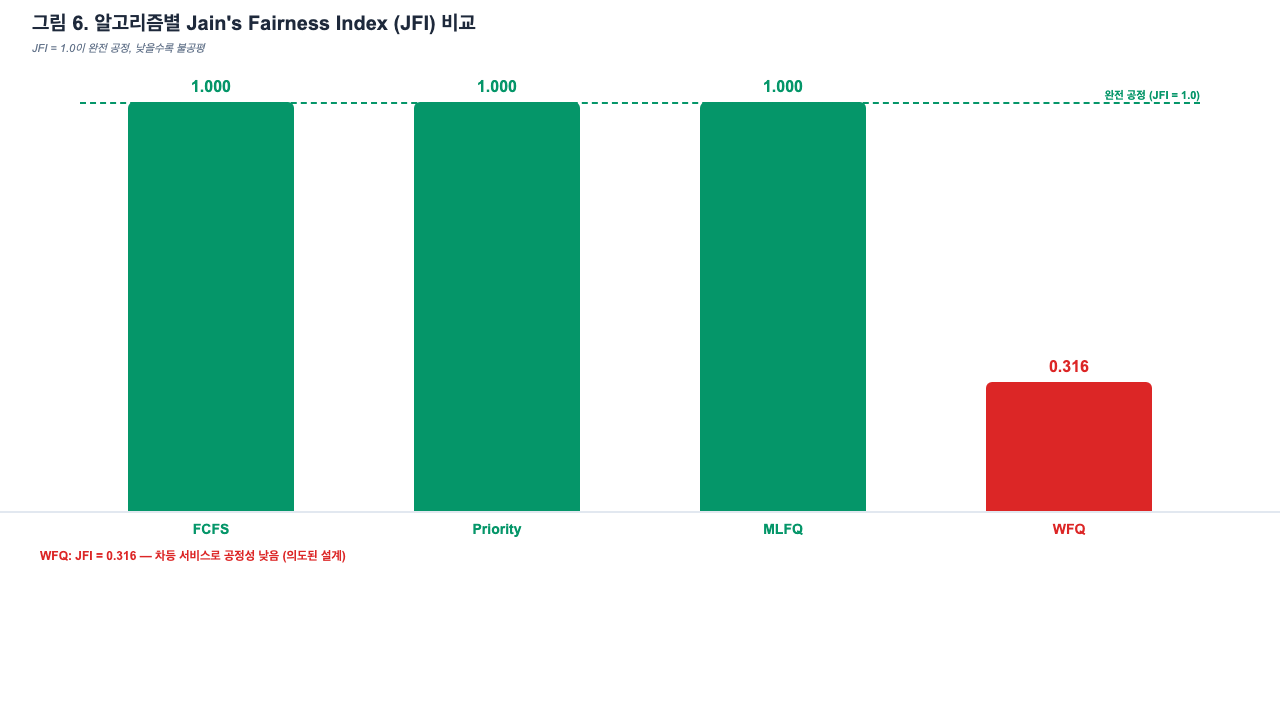 그림 6. 알고리즘별 Jain's Fairness Index (JFI) 비교
JFI = 1.0이 완전 공정, 낮을수록 불공평
1.000
1.000
1.000
완전 공정 (JFI = 1.0)
0.316
FCFS
Priority
MLFQ
WFQ
WFQ: JFI = 0.316 — 차등 서비스로 공정성 낮음 (의도된 설계)